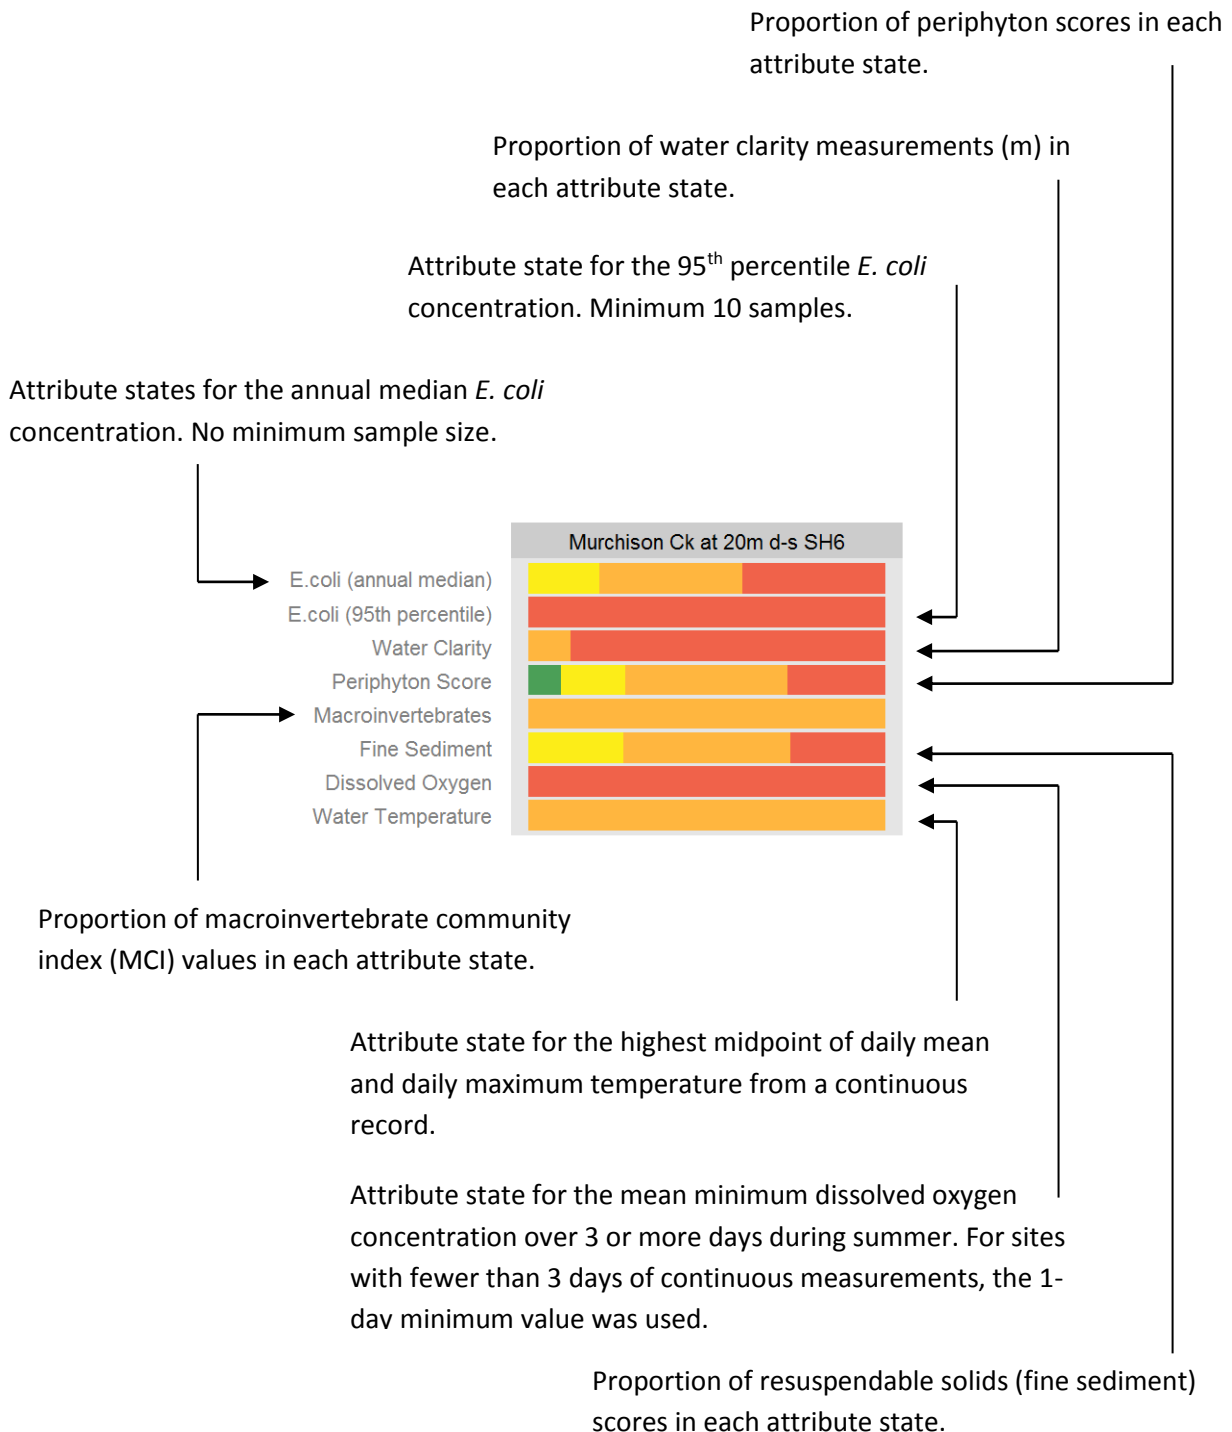 Proportion of periphyton scores in each
attribute state.
Proportion of water clarity measurements (m) in
each attribute state.
Attribute state for the 95th percentile E. coli
concentration. Minimum 10 samples.
Attribute states for the annual median E. coli
concentration. No minimum sample size.
Murchison Ck at 20m d-s SH6
E.coli (annual median)
E.coli (95th percentile)
Water Clarity
Periphyton Score
Macroinvertebrates
Fine Sediment
Dissolved Oxygen
Water Temperature
Proportion of macroinvertebrate community
index (MCI) values in each attribute state.
Attribute state for the highest midpoint of daily mean
and daily maximum temperature from a continuous
record.
Attribute state for the mean minimum dissolved oxygen
concentration over 3 or more days during summer. For sites
with fewer than 3 days of continuous measurements, the 1-
day minimum value was used.
Proportion of resuspendable solids (fine sediment)
scores in each attribute state.